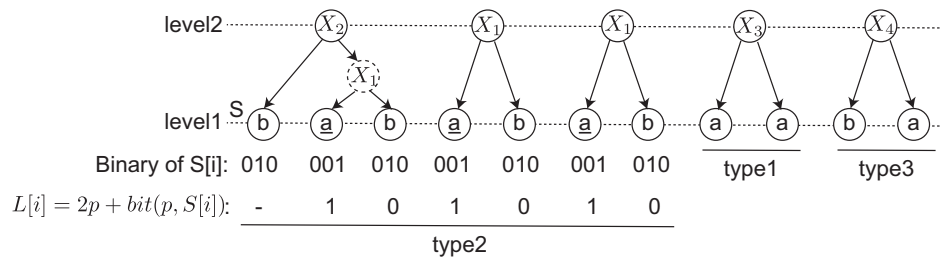 level2 X₂ X₁ X₁ X₃ X₄
X₁
S
level1 b a b a b a b a a b a
Binary of S[i]: 010 001 010 001 010 001 010 type1 type3
L[i] = 2p + bit(p, S[i]): - 1 0 1 0 1 0
type2